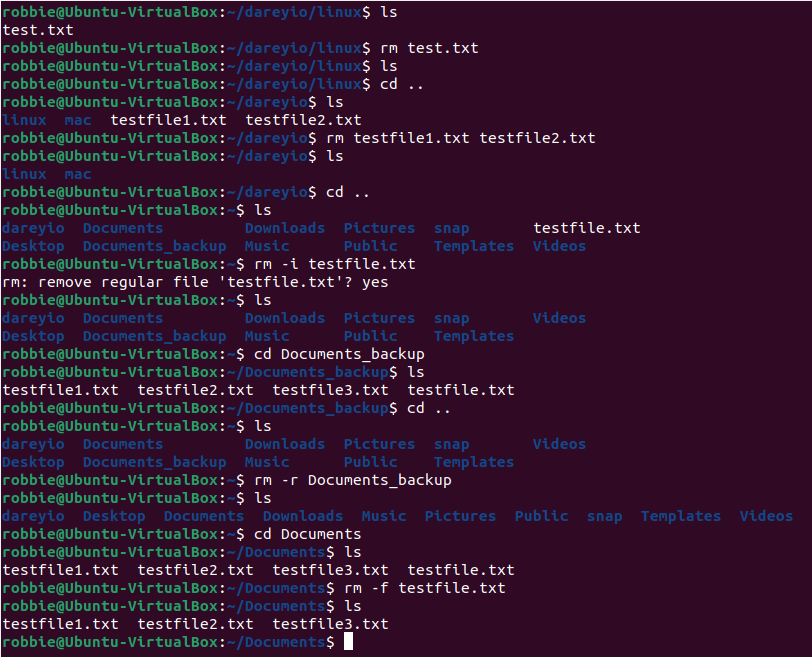 robbie@Ubuntu-VirtualBox:~/dareyio/linux$ ls
test.txt
robbie@Ubuntu-VirtualBox:~/dareyio/linux$ rm test.txt
robbie@Ubuntu-VirtualBox:~/dareyio/linux$ ls
robbie@Ubuntu-VirtualBox:~/dareyio/linux$ cd ..
robbie@Ubuntu-VirtualBox:~/dareyio$ ls
linux  mac  testfile1.txt  testfile2.txt
robbie@Ubuntu-VirtualBox:~/dareyio$ rm testfile1.txt testfile2.txt
robbie@Ubuntu-VirtualBox:~/dareyio$ ls
linux  mac
robbie@Ubuntu-VirtualBox:~/dareyio$ cd ..
robbie@Ubuntu-VirtualBox:~$ ls
dareyio  Documents         Downloads  Pictures  snap       testfile.txt
Desktop  Documents_backup  Music      Public    Templates  Videos
robbie@Ubuntu-VirtualBox:~$ rm -i testfile.txt
rm: remove regular file 'testfile.txt'? yes
robbie@Ubuntu-VirtualBox:~$ ls
dareyio  Documents         Downloads  Pictures  snap       Videos
Desktop  Documents_backup  Music      Public    Templates
robbie@Ubuntu-VirtualBox:~$ cd Documents_backup
robbie@Ubuntu-VirtualBox:~/Documents_backup$ ls
testfile1.txt  testfile2.txt  testfile3.txt  testfile.txt
robbie@Ubuntu-VirtualBox:~/Documents_backup$ cd ..
robbie@Ubuntu-VirtualBox:~$ ls
dareyio  Documents         Downloads  Pictures  snap       Videos
Desktop  Documents_backup  Music      Public    Templates
robbie@Ubuntu-VirtualBox:~$ rm -r Documents_backup
robbie@Ubuntu-VirtualBox:~$ ls
dareyio  Desktop  Documents  Downloads  Music  Pictures  Public  snap  Templates  Videos
robbie@Ubuntu-VirtualBox:~$ cd Documents
robbie@Ubuntu-VirtualBox:~/Documents$ ls
testfile1.txt  testfile2.txt  testfile3.txt  testfile.txt
robbie@Ubuntu-VirtualBox:~/Documents$ rm -f testfile.txt
robbie@Ubuntu-VirtualBox:~/Documents$ ls
testfile1.txt  testfile2.txt  testfile3.txt
robbie@Ubuntu-VirtualBox:~/Documents$